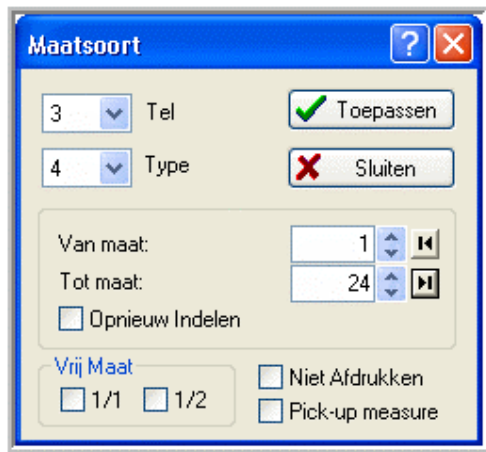 Maatsoort
3 Tel
Toepassen
4 Type
Sluiten
Van maat: 1
Tot maat: 24
Opnieuw Indelen
Vrij Maat
1/1 1/2
Niet Afdrukken
Pick-up measure